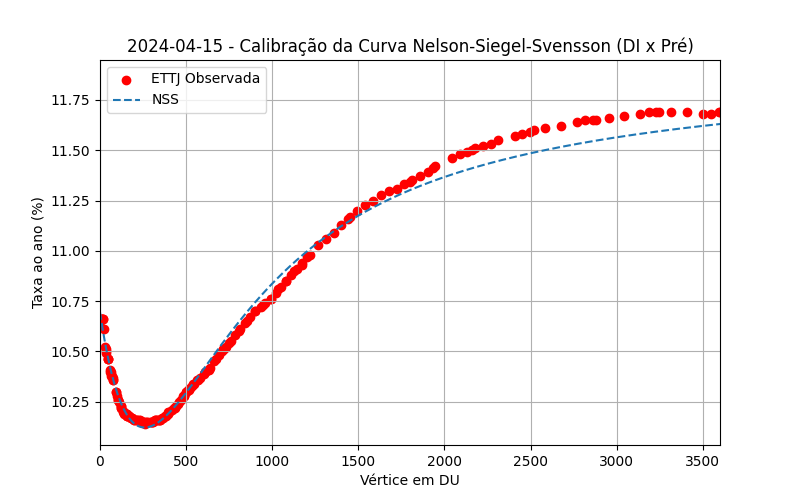 2024-04-15 - Calibração da Curva Nelson-Siegel-Svensson (DI x Pré)
ETTJ Observada
NSS
Taxa ao ano (%)
11.75
11.50
11.25
11.00
10.75
10.50
10.25
0 500 1000 1500 2000 2500 3000 3500
Vértice em DU